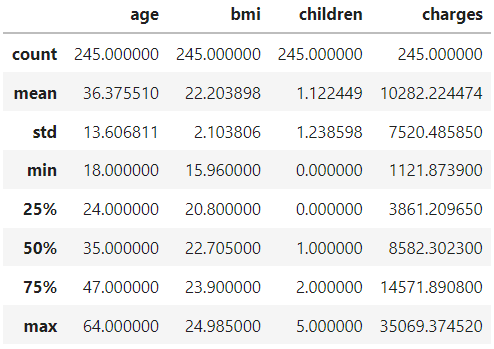 age bmi children charges
count 245.000000 245.000000 245.000000 245.000000
mean 36.375510 22.203898 1.122449 10282.224474
std 13.606811 2.103806 1.238598 7520.485850
min 18.000000 15.960000 0.000000 1121.873900
25% 24.000000 20.800000 0.000000 3861.209650
50% 35.000000 22.705000 1.000000 8582.302300
75% 47.000000 23.900000 2.000000 14571.890800
max 64.000000 24.985000 5.000000 35069.374520